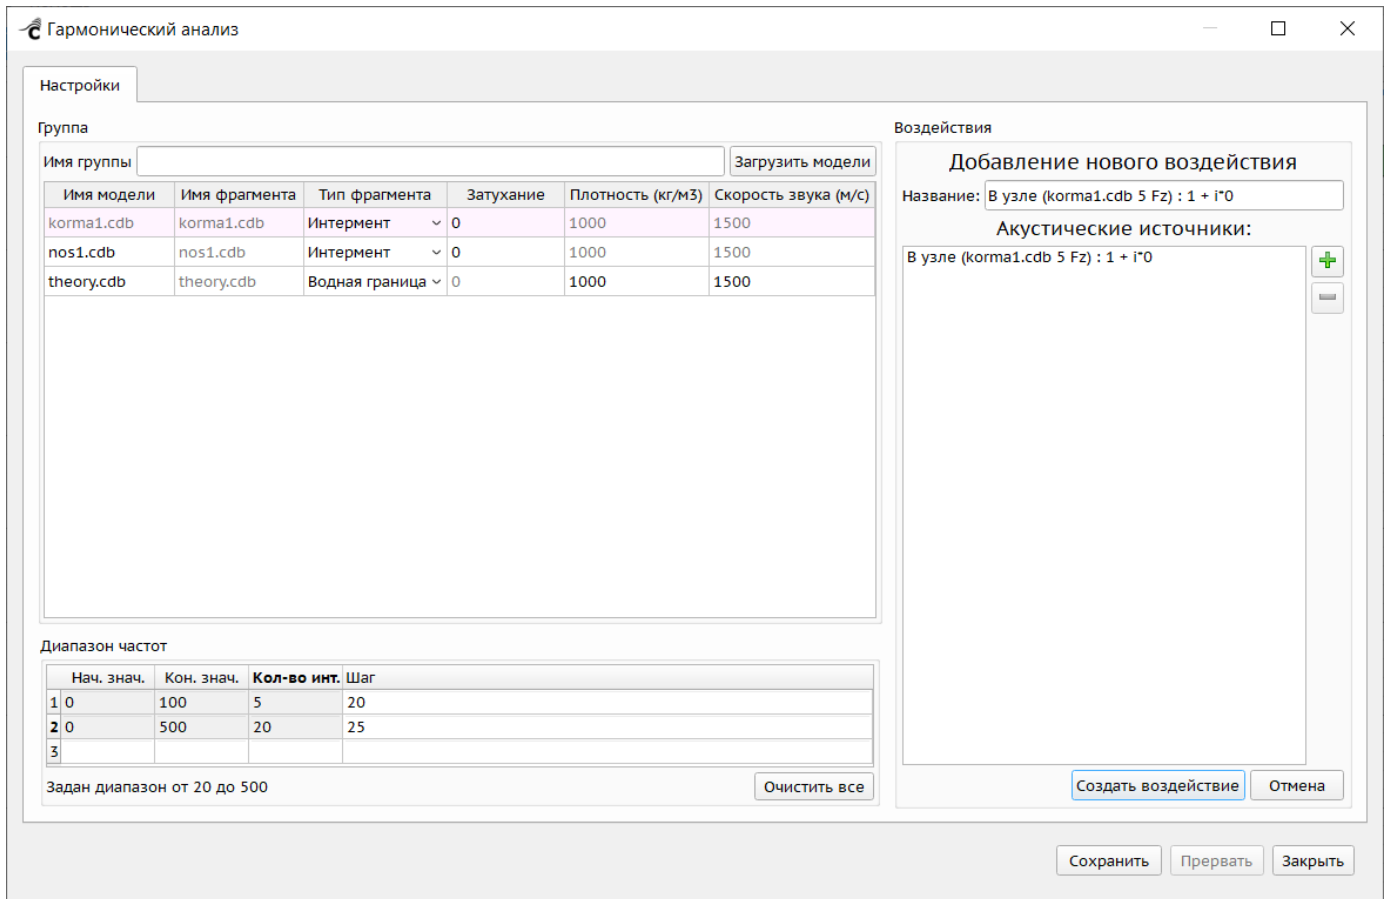 Гармонический анализ
Настройки
Группа
Имя группы Загрузить модели
Имя модели Имя фрагмента Тип фрагмента Затухание Плотность (кг/м3) Скорость звука (м/с)
korma1.cdb korma1.cdb Интермент 0 1000 1500
nos1.cdb nos1.cdb Интермент 0 1000 1500
theory.cdb theory.cdb Водная граница 0 1000 1500
Диапазон частот
Нач. знач. Кон. знач. Кол-во инт. Шаг
1 0 100 5 20
2 0 500 20 25
3
Задан диапазон от 20 до 500 Очистить все
Воздействия
Добавление нового воздействия
Название: В узле (korma1.cdb 5 Fz) : 1 + i*0
Акустические источники:
В узле (korma1.cdb 5 Fz) : 1 + i*0
Создать воздействие Отмена
Сохранить Прервать Закрыть